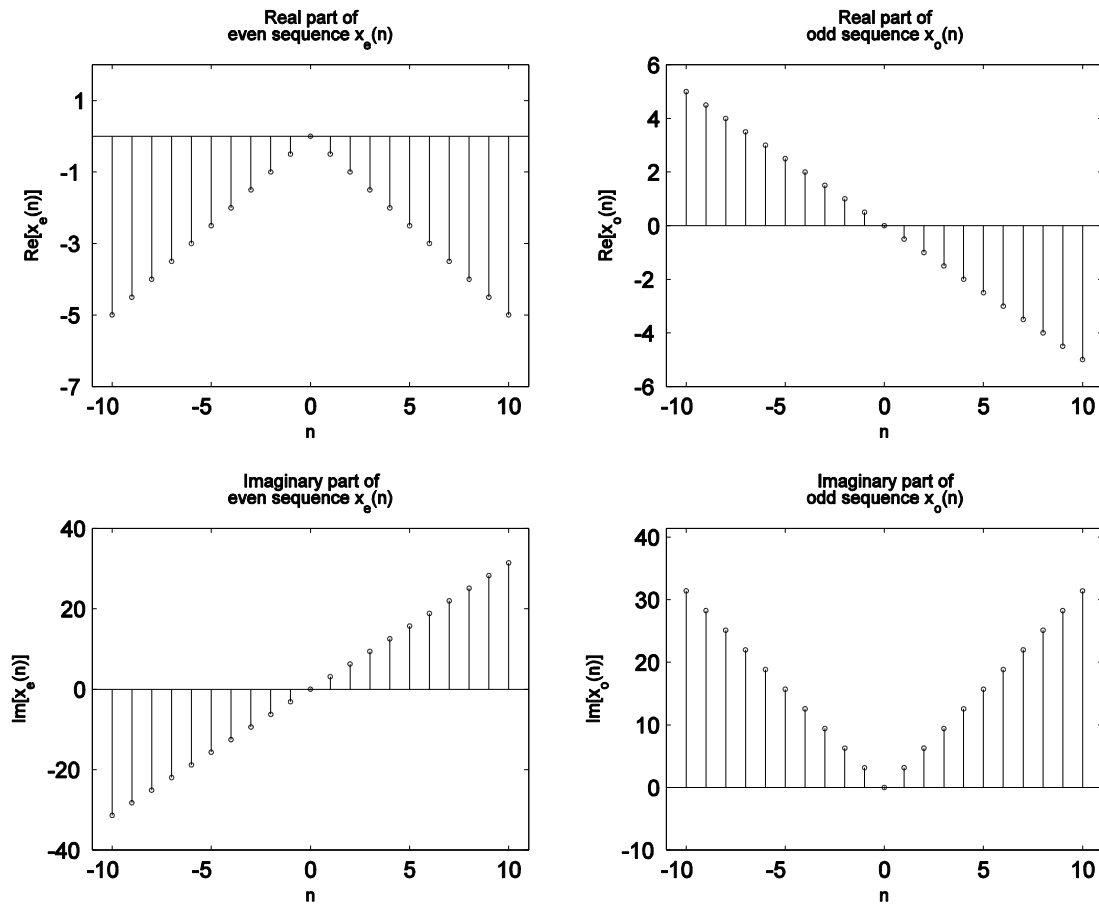 Real part of
even sequence x_e(n)
1
-1
-3
-5
-7
Re[x_e(n)]
-10 -5 0 5 10
n
Real part of
odd sequence x_o(n)
6
4
2
0
-2
-4
-6
Re[x_o(n)]
-10 -5 0 5 10
n
Imaginary part of
even sequence x_e(n)
40
20
0
-20
-40
Im[x_e(n)]
-10 -5 0 5 10
n
Imaginary part of
odd sequence x_o(n)
40
30
20
10
0
-10
Im[x_o(n)]
-10 -5 0 5 10
n